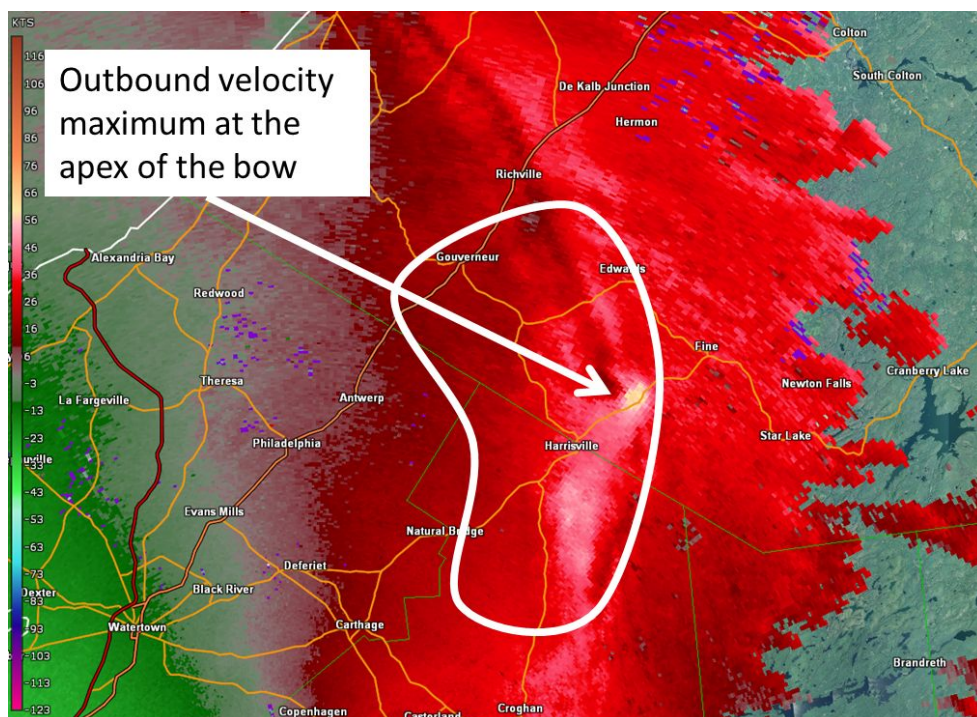 KTS
116
106
96
86
76
66
56
46
36
26
16
6
-3
-13
-23
-33
-43
-53
-63
-73
-83
-93
-103
-113
-123
Outbound velocity
maximum at the
apex of the bow
Colton
South Colton
De Kalb Junction
Hermon
Richville
Gouverneur
Alexandria Bay
Edwards
Redwood
Fine
Cranberry Lake
Theresa
Newton Falls
La Fargeville
Antwerp
Star Lake
Philadelphia
Harrisville
Evans Mills
Natural Bridge
Deferiet
Black River
Dexter
Watertown
Carthage
Brandreth
Copenhagen
Castorland
Croghan